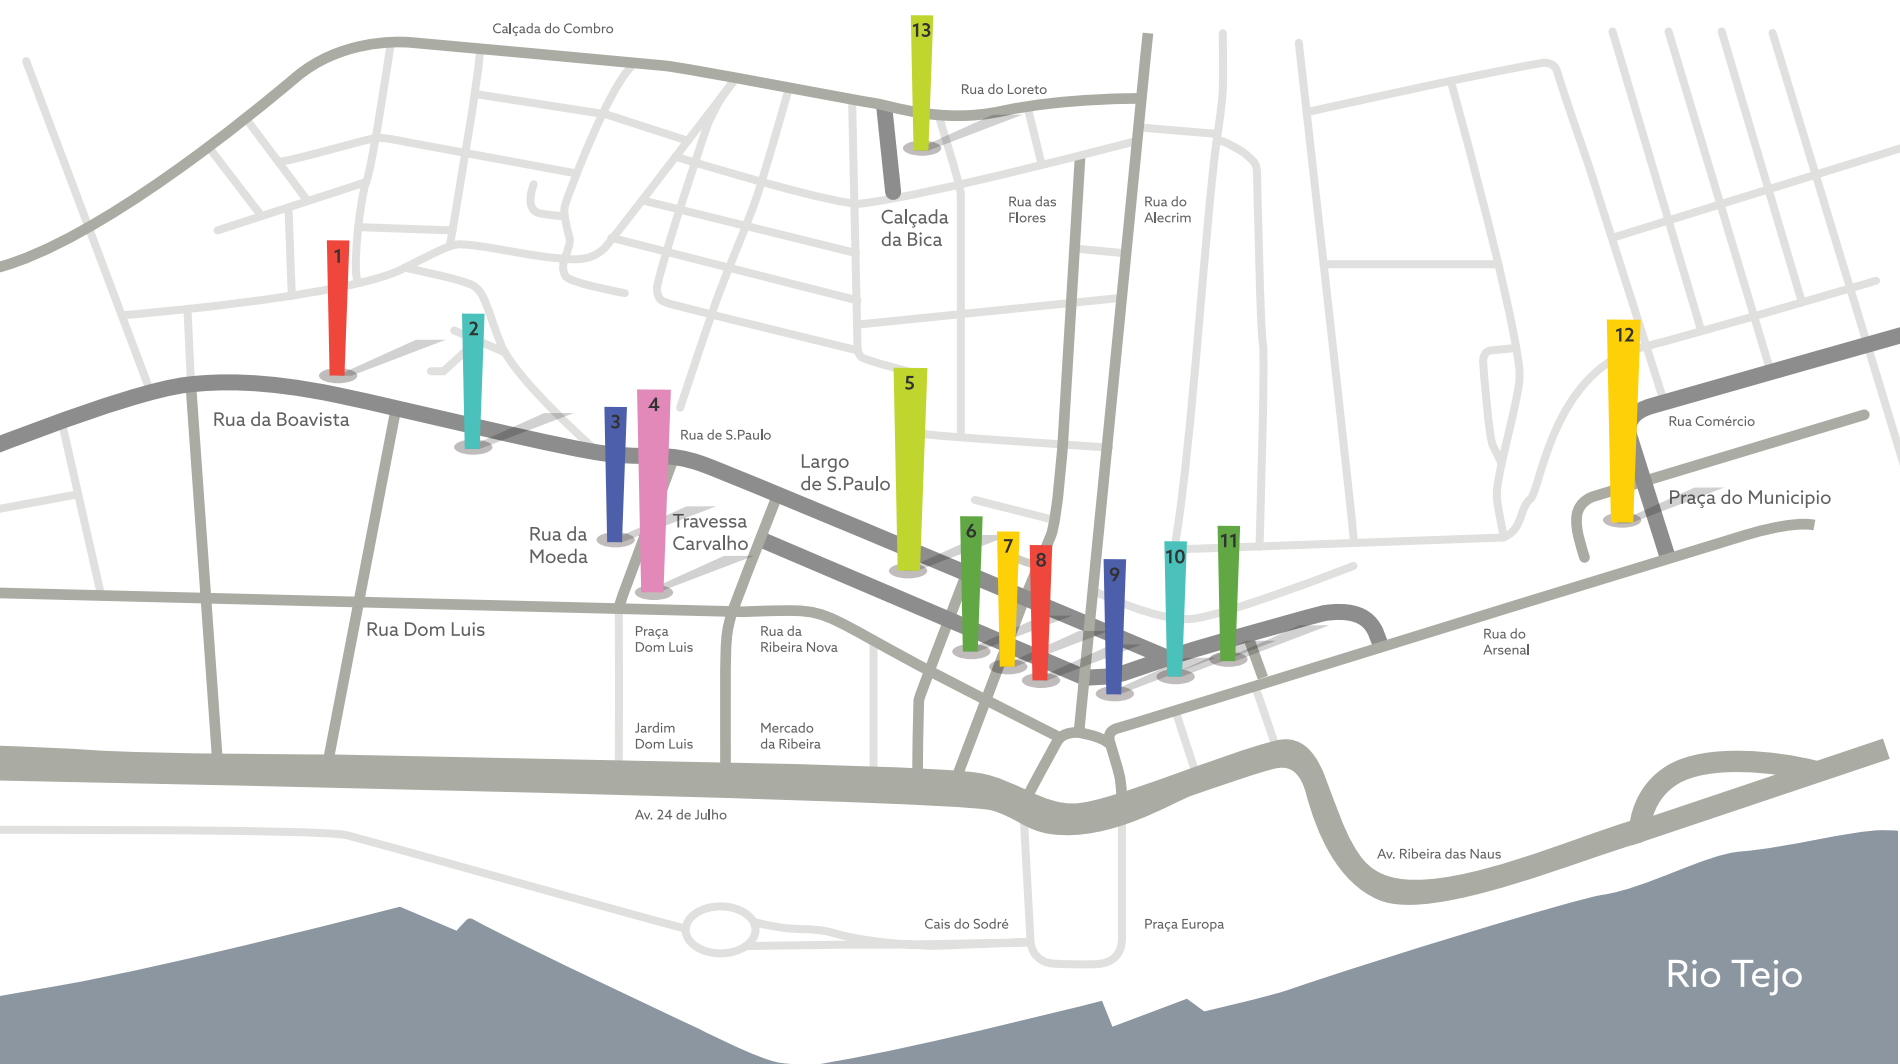 Calçada do Combro
13
Rua do Loreto
Rua das
Flores
Rua do
Alecrim
Calçada
da Bica
1
2
12
5
4
3
Rua da Boavista
Rua de S.Paulo
Rua Comércio
Largo
de S.Paulo
Praça do Municipio
Travessa
Carvalho
Rua da
Moeda
6
7
8
9
10
11
Rua Dom Luis
Praça
Dom Luis
Rua da
Ribeira Nova
Rua do
Arsenal
Jardim
Dom Luis
Mercado
da Ribeira
Av. 24 de Julho
Av. Ribeira das Naus
Cais do Sodré
Praça Europa
Rio Tejo